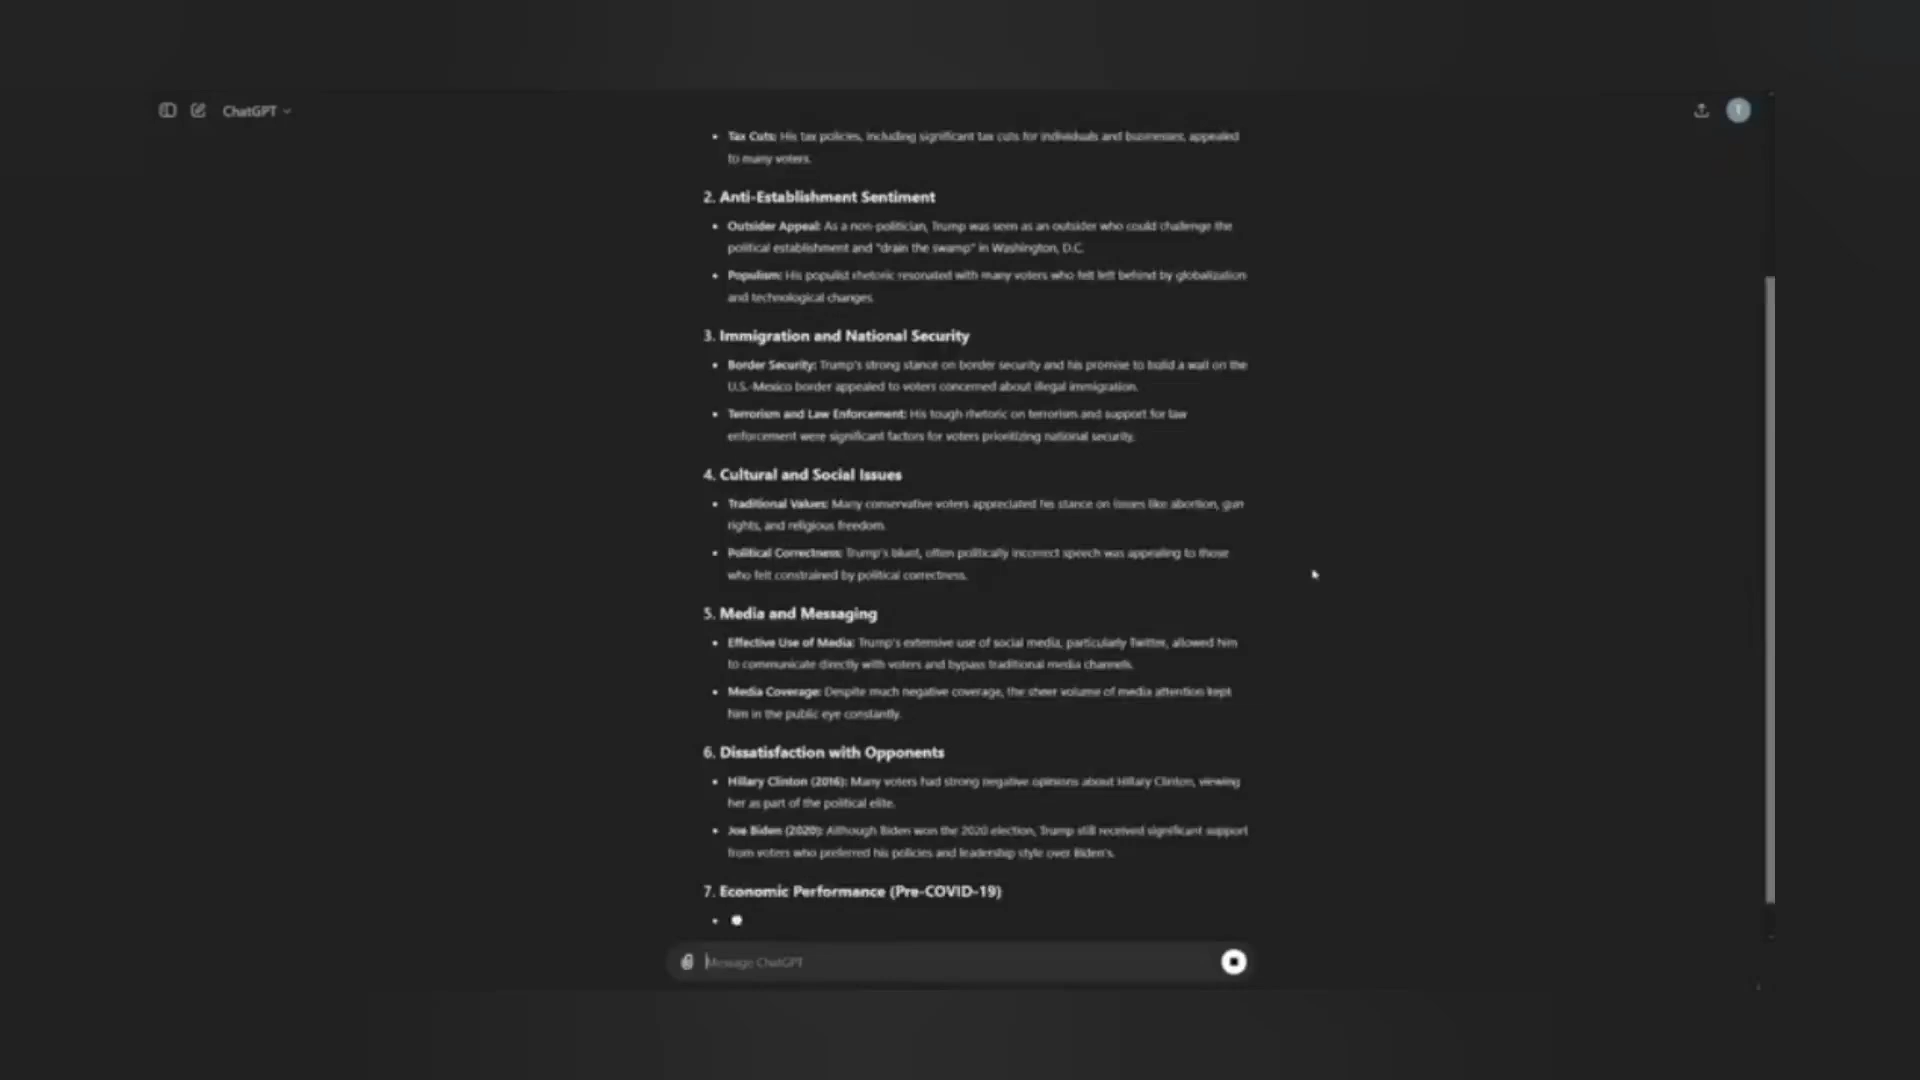 ChatGPT
T
• Tax Cuts: His tax policies, including significant tax cuts for individuals and businesses, appealed
to many voters.
2. Anti-Establishment Sentiment
• Outsider Appeal: As a non-politician, Trump was seen as an outsider who could challenge the
political establishment and "drain the swamp" in Washington, D.C.
• Populism: His populist rhetoric resonated with many voters who felt left behind by globalization
and technological changes.
3. Immigration and National Security
• Border Security: Trump's strong stance on border security and his promise to build a wall on the
U.S.-Mexico border appealed to voters concerned about illegal immigration.
• Terrorism and Law Enforcement: His tough rhetoric on terrorism and support for law
enforcement were significant factors for voters prioritizing national security.
4. Cultural and Social Issues
• Traditional Values: Many conservative voters appreciated his stance on issues like abortion, gun
rights, and religious freedom.
• Political Correctness: Trump's blunt, often politically incorrect speech was appealing to those
who felt constrained by political correctness.
5. Media and Messaging
• Effective Use of Media: Trump's extensive use of social media, particularly Twitter, allowed him
to communicate directly with voters and bypass traditional media channels.
• Media Coverage: Despite much negative coverage, the sheer volume of media attention kept
him in the public eye constantly.
6. Dissatisfaction with Opponents
• Hillary Clinton (2016): Many voters had strong negative opinions about Hillary Clinton, viewing
her as part of the political elite.
• Joe Biden (2020): Although Biden won the 2020 election, Trump still received significant support
from voters who preferred his policies and leadership style over Biden's.
7. Economic Performance (Pre-COVID-19)
Message ChatGPT